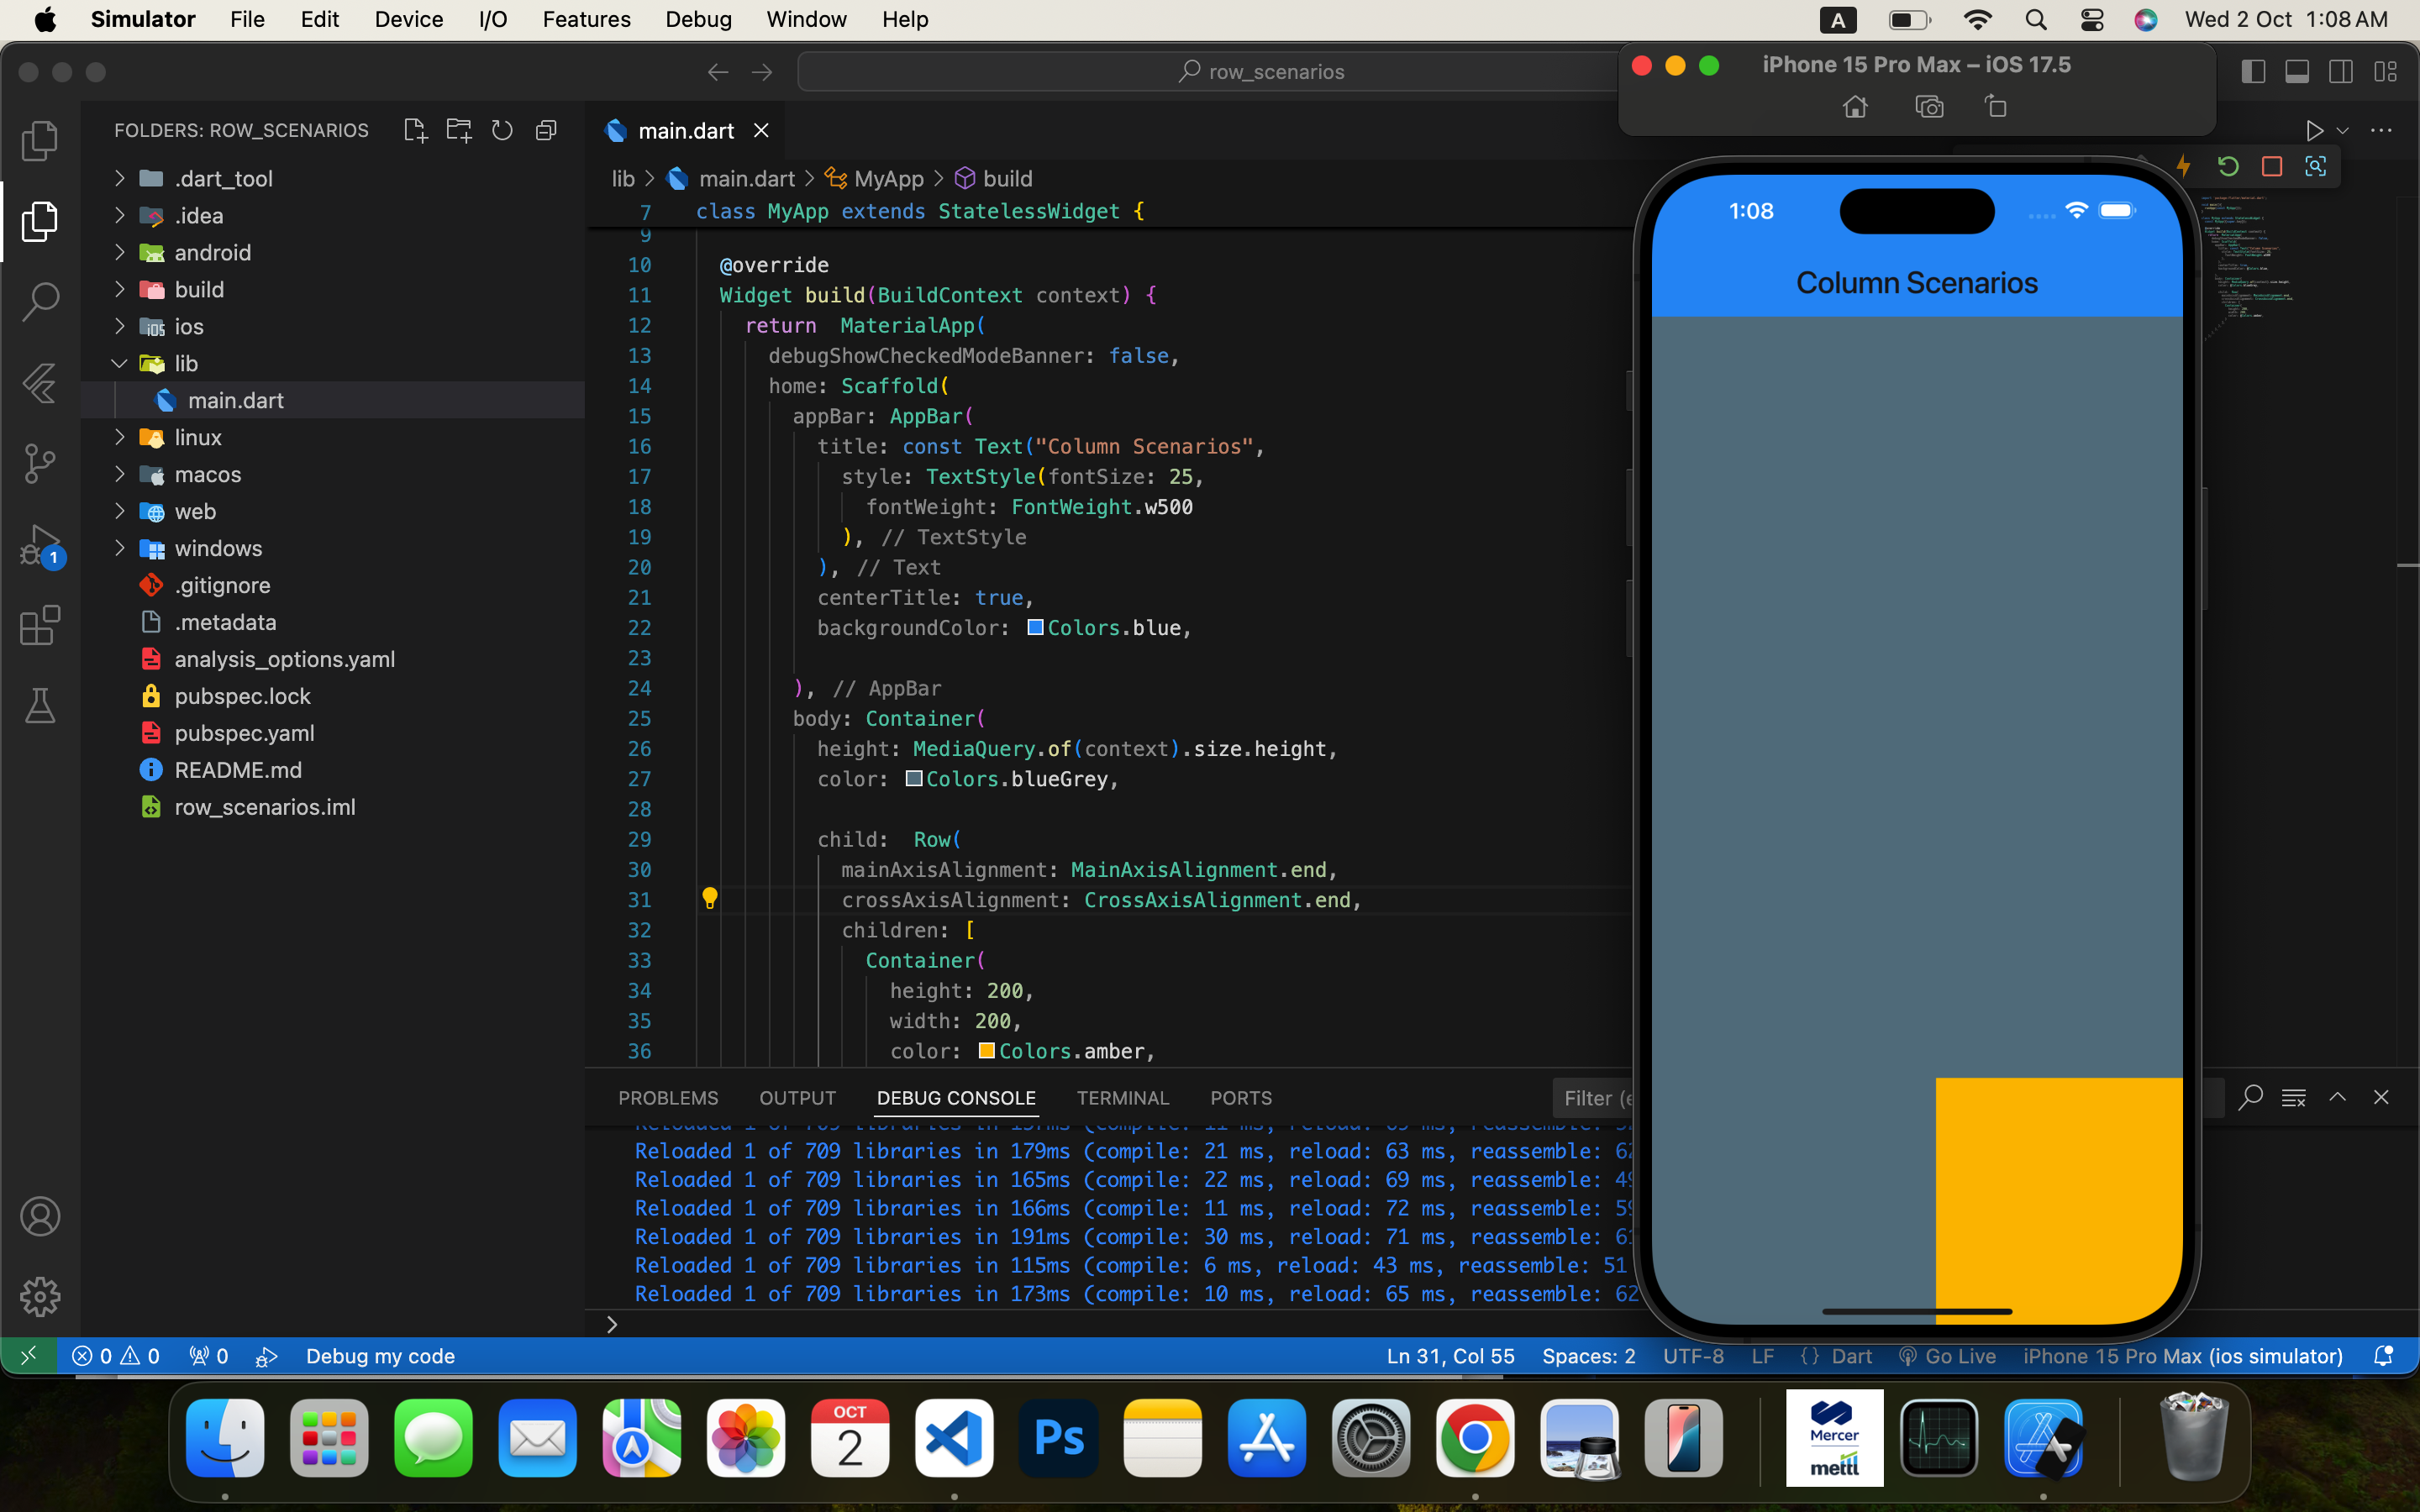 Simulator File Edit Device I/O Features Debug Window Help
A Wed 2 Oct 1:08 AM
row_scenarios
iPhone 15 Pro Max – iOS 17.5
FOLDERS: ROW_SCENARIOS
.dart_tool
.idea
android
build
ios
lib
main.dart
linux
macos
web
windows
.gitignore
.metadata
analysis_options.yaml
pubspec.lock
pubspec.yaml
README.md
row_scenarios.iml
1
main.dart
lib > main.dart > MyApp > build
7 class MyApp extends StatelessWidget {
9
10 @override
11 Widget build(BuildContext context) {
12 return MaterialApp(
13 debugShowCheckedModeBanner: false,
14 home: Scaffold(
15 appBar: AppBar(
16 title: const Text("Column Scenarios",
17 style: TextStyle(fontSize: 25,
18 fontWeight: FontWeight.w500
19 ), // TextStyle
20 ), // Text
21 centerTitle: true,
22 backgroundColor: Colors.blue,
23
24 ), // AppBar
25 body: Container(
26 height: MediaQuery.of(context).size.height,
27 color: Colors.blueGrey,
28
29 child: Row(
30 mainAxisAlignment: MainAxisAlignment.end,
31 crossAxisAlignment: CrossAxisAlignment.end,
32 children: [
33 Container(
34 height: 200,
35 width: 200,
36 color: Colors.amber,
1:08
Column Scenarios
PROBLEMS OUTPUT DEBUG CONSOLE TERMINAL PORTS Filter (e
Reloaded 1 of 709 libraries in 179ms (compile: 21 ms, reload: 63 ms, reassemble: 62
Reloaded 1 of 709 libraries in 165ms (compile: 22 ms, reload: 69 ms, reassemble: 49
Reloaded 1 of 709 libraries in 166ms (compile: 11 ms, reload: 72 ms, reassemble: 59
Reloaded 1 of 709 libraries in 191ms (compile: 30 ms, reload: 71 ms, reassemble: 61
Reloaded 1 of 709 libraries in 115ms (compile: 6 ms, reload: 43 ms, reassemble: 51
Reloaded 1 of 709 libraries in 173ms (compile: 10 ms, reload: 65 ms, reassemble: 62
0 0 0 Debug my code Ln 31, Col 55 Spaces: 2 UTF-8 LF {} Dart Go Live iPhone 15 Pro Max (ios simulator)
OCT
2
Ps
Mercer
mettl